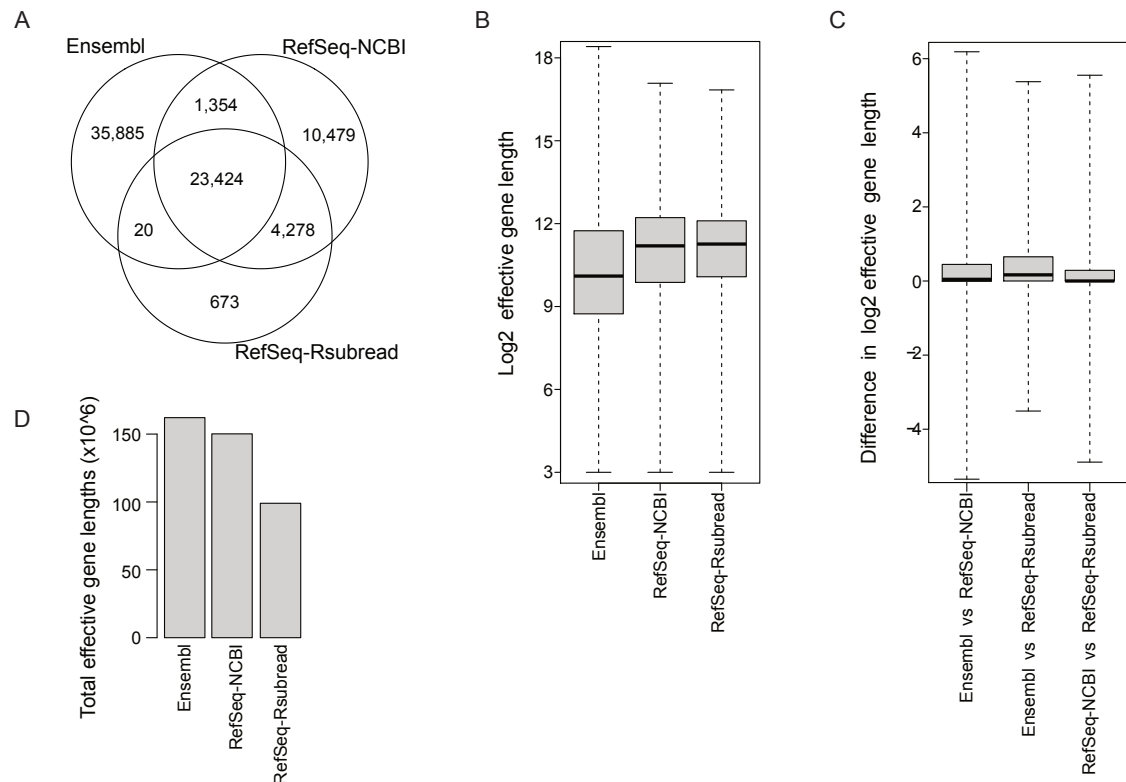 A
Ensembl
RefSeq-NCBI
1,354
35,885
10,479
23,424
20
4,278
673
RefSeq-Rsubread
B
Log2 effective gene length
18
15
12
9
6
3
Ensembl
RefSeq-NCBI
RefSeq-Rsubread
C
Difference in log2 effective gene length
6
4
2
0
−2
−4
Ensembl vs RefSeq-NCBI
Ensembl vs RefSeq-Rsubread
RefSeq-NCBI vs RefSeq-Rsubread
D
Total effective gene lengths (x10^6)
150
100
50
0
Ensembl
RefSeq-NCBI
RefSeq-Rsubread